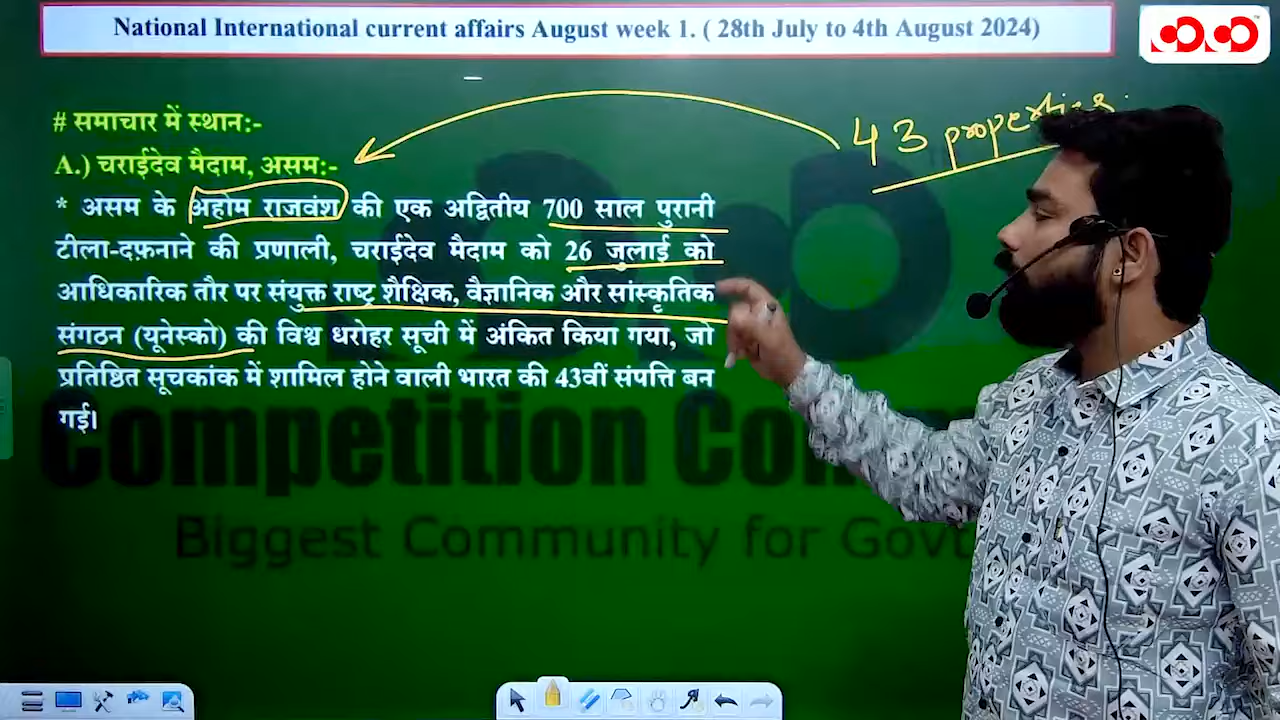 National International current affairs August week 1. ( 28th July to 4th August 2024)
43 properties
# समाचार में स्थान:-
A.) चराईदेव मैदाम, असम:-
* असम के अहोम राजवंश की एक अद्वितीय 700 साल पुरानी
टीला-दफ़नाने की प्रणाली, चराईदेव मैदाम को 26 जुलाई को
आधिकारिक तौर पर संयुक्त राष्ट्र शैक्षिक, वैज्ञानिक और सांस्कृतिक
संगठन (यूनेस्को) की विश्व धरोहर सूची में अंकित किया गया, जो
प्रतिष्ठित सूचकांक में शामिल होने वाली भारत की 43वीं संपत्ति बन
गई।
Competition Co
Biggest Community for Govt